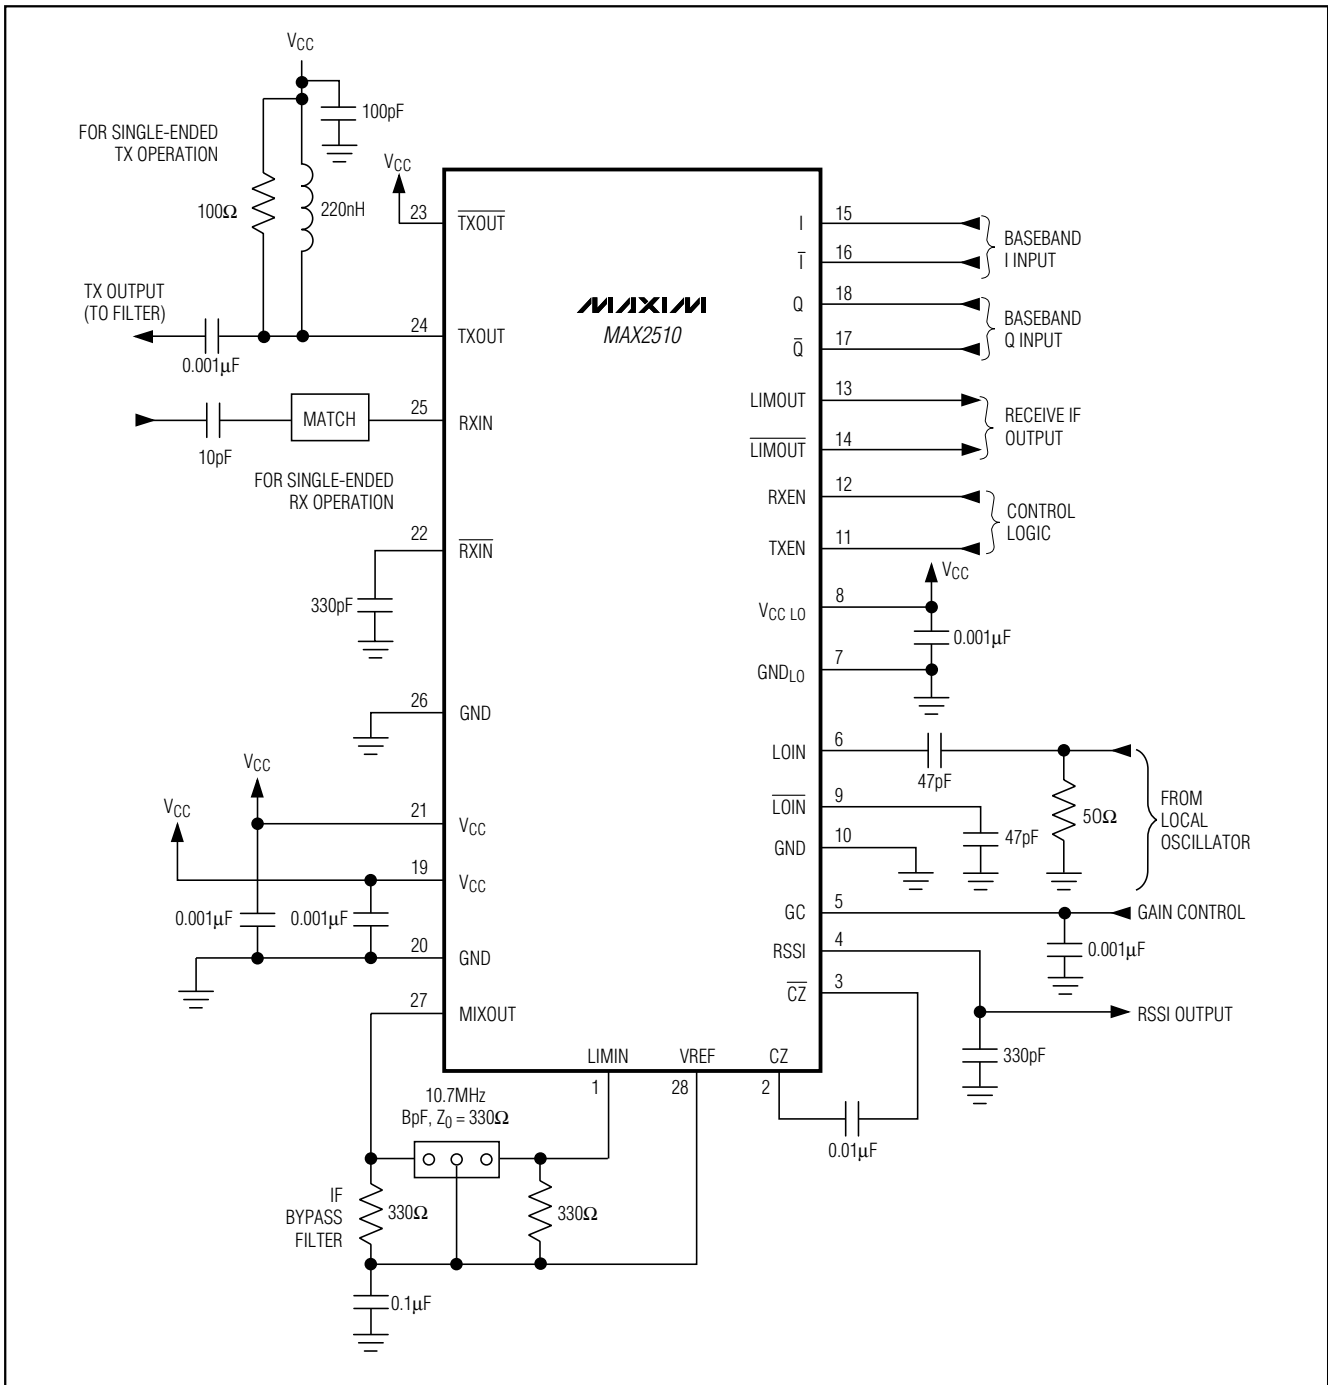 VCC
100pF
FOR SINGLE-ENDED
TX OPERATION
100Ω
220nH
VCC
23
TXOUT
TX OUTPUT
(TO FILTER)
0.001µF
24
TXOUT
10pF
MATCH
25
RXIN
FOR SINGLE-ENDED
RX OPERATION
22
RXIN
330pF
26
GND
VCC
VCC
21
VCC
19
VCC
0.001µF
0.001µF
20
GND
27
MIXOUT
MAXIM
MAX2510
I
15
I
16
BASEBAND
I INPUT
Q
18
Q
17
BASEBAND
Q INPUT
LIMOUT
13
LIMOUT
14
RECEIVE IF
OUTPUT
RXEN
12
TXEN
11
CONTROL
LOGIC
VCC
VCC LO
8
0.001µF
GNDLO
7
LOIN
6
47pF
50Ω
FROM
LOCAL
OSCILLATOR
LOIN
9
47pF
GND
10
GC
5
GAIN CONTROL
0.001µF
RSSI
4
RSSI OUTPUT
330pF
CZ
3
LIMIN
1
VREF
28
CZ
2
0.01µF
10.7MHz
BpF, Z0 = 330Ω
IF
BYPASS
FILTER
330Ω
330Ω
0.1µF